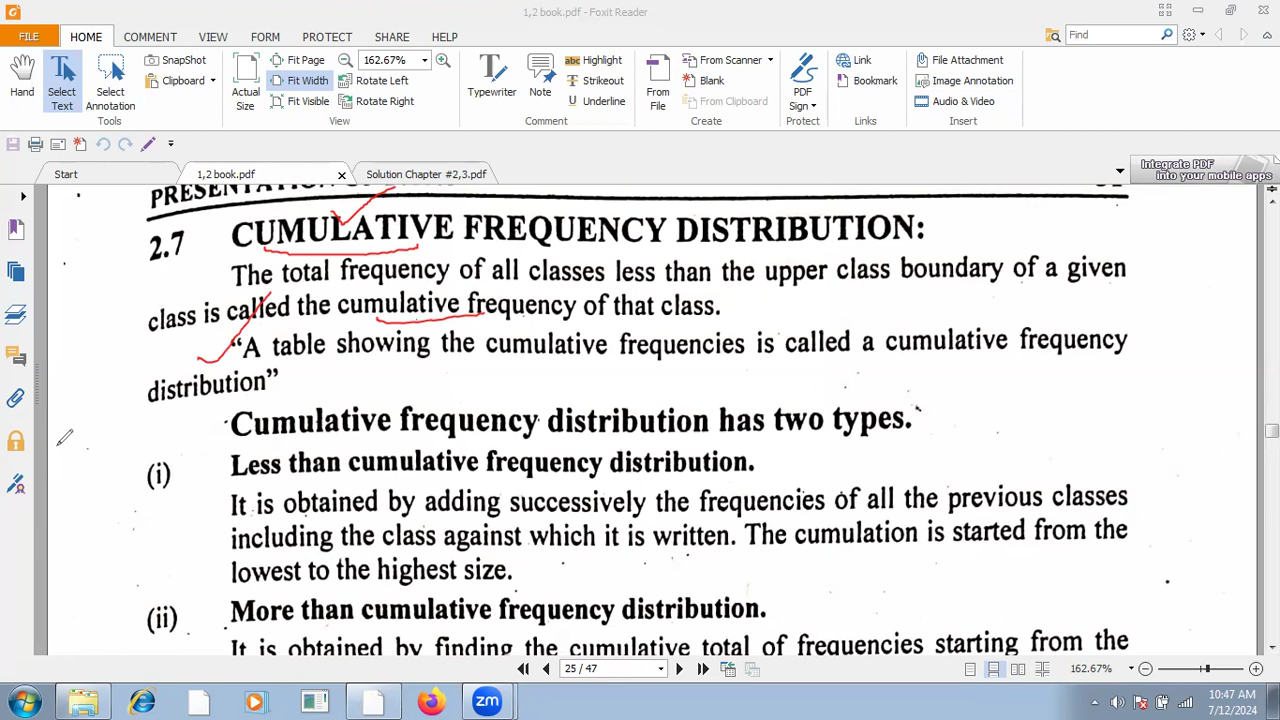 1,2 book.pdf - Foxit Reader
FILE HOME COMMENT VIEW FORM PROTECT SHARE HELP
Find
Hand
Select Text
Select Annotation
SnapShot
Clipboard
Tools
Actual Size
Fit Page
Fit Width
Fit Visible
162.67%
Rotate Left
Rotate Right
View
Typewriter
Note
Highlight
Strikeout
Underline
Comment
From File
From Scanner
Blank
From Clipboard
Create
PDF Sign
Protect
Link
Bookmark
Links
File Attachment
Image Annotation
Audio & Video
Insert
Start
1,2 book.pdf
Solution Chapter #2,3.pdf
Integrate PDF
into your mobile apps
2.7 CUMULATIVE FREQUENCY DISTRIBUTION:
The total frequency of all classes less than the upper class boundary of a given
class is called the cumulative frequency of that class.
“A table showing the cumulative frequencies is called a cumulative frequency
distribution”
Cumulative frequency distribution has two types.
(i) Less than cumulative frequency distribution.
It is obtained by adding successively the frequencies of all the previous classes
including the class against which it is written. The cumulation is started from the
lowest to the highest size.
(ii) More than cumulative frequency distribution.
It is obtained by finding the cumulative total of frequencies starting from the
25 / 47
162.67%
zm
10:47 AM
7/12/2024